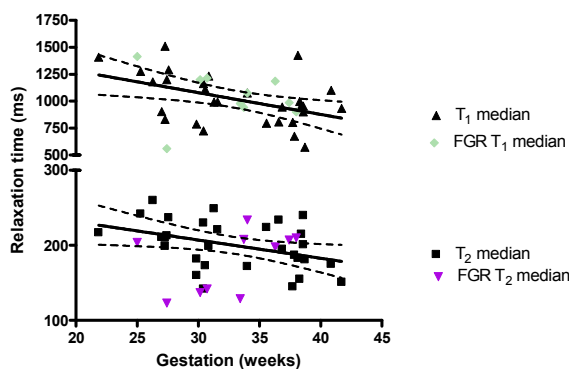 1750
1500
1250
1000
750
500
300
200
100
Relaxation time (ms)
20 25 30 35 40 45
Gestation (weeks)
T1 median
FGR T1 median
T2 median
FGR T2 median